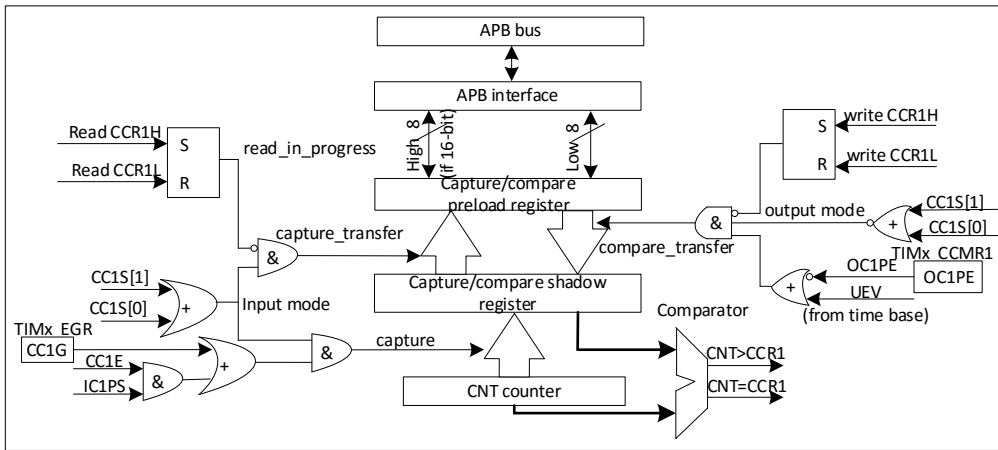 APB bus
APB interface
High 8
(if 16-bit)
Low 8
Read CCR1H
Read CCR1L
S
R
read_in_progress
Capture/compare
preload register
write CCR1H
write CCR1L
S
R
&
output mode
+
CC1S[1]
CC1S[0]
capture_transfer
&
compare_transfer
TIMx_CCMR1
OC1PE
OC1PE
+
UEV
(from time base)
CC1S[1]
CC1S[0]
+
Input mode
Capture/compare shadow
register
Comparator
TIMx_EGR
CC1G
CC1E
IC1PS
&
+
&
capture
CNT counter
CNT>CCR1
CNT=CCR1